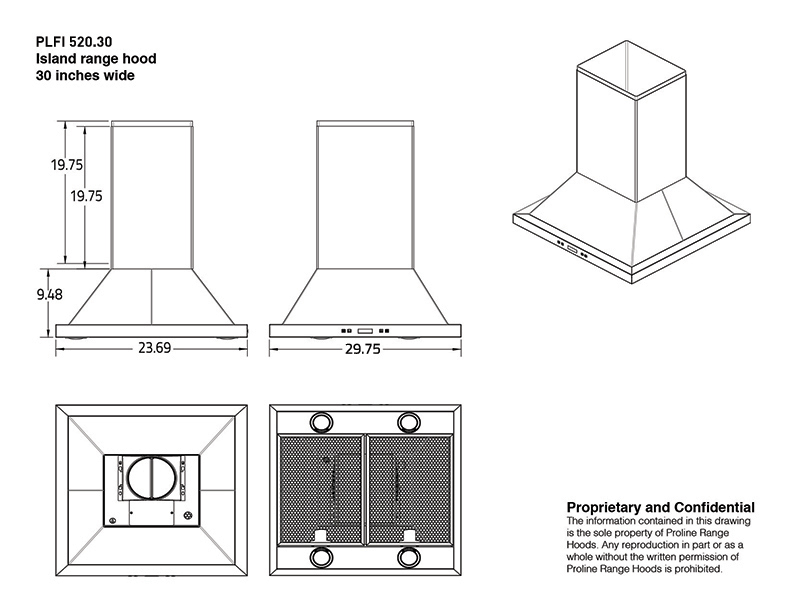 PLFI 520.30
Island range hood
30 inches wide
19.75
19.75
9.48
23.69
29.75
Proprietary and Confidential
The information contained in this drawing
is the sole property of Proline Range
Hoods. Any reproduction in part or as a
whole without the written permission of
Proline Range Hoods is prohibited.